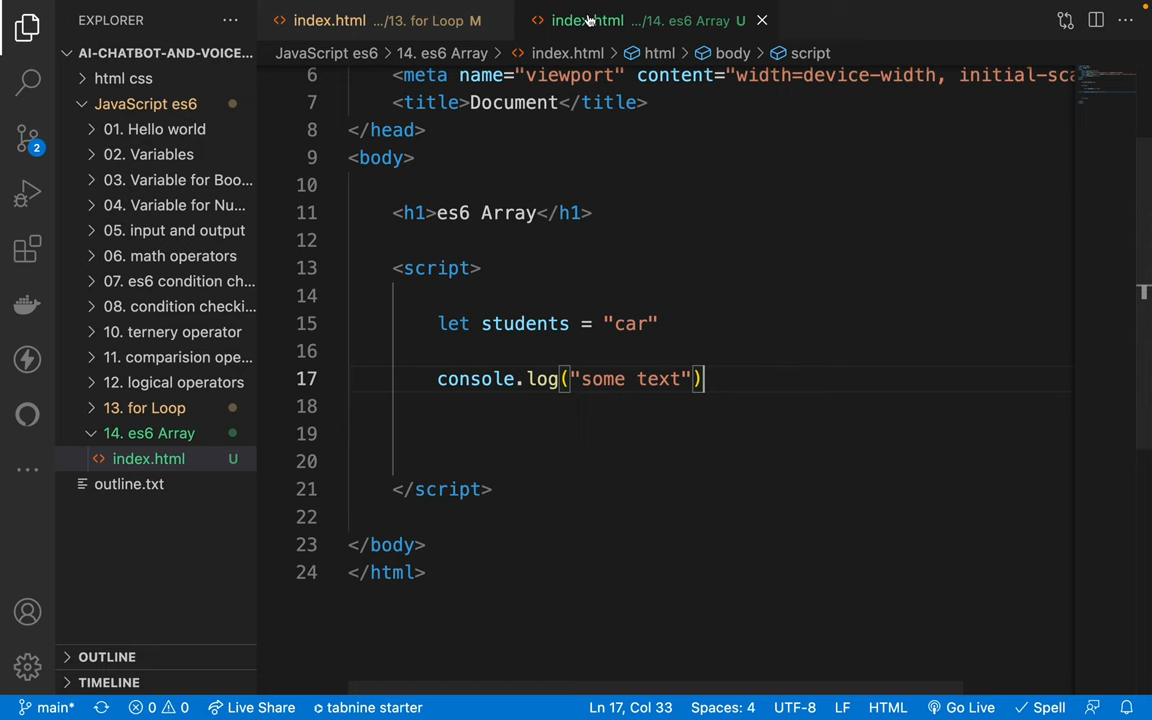 EXPLORER
AI-CHATBOT-AND-VOICE...
html css
JavaScript es6
01. Hello world
02. Variables
03. Variable for Boo...
04. Variable for Nu...
05. input and output
06. math operators
07. es6 condition ch...
08. condition checki...
10. ternery operator
11. comparision ope...
12. logical operators
13. for Loop
14. es6 Array
index.html U
outline.txt
OUTLINE
TIMELINE
2
index.html .../13. for Loop M
index.html .../14. es6 Array U
JavaScript es6 > 14. es6 Array > index.html > html > body > script
6 <meta name="viewport" content="width=device-width, initial-sca
7 <title>Document</title>
8 </head>
9 <body>
10
11 <h1>es6 Array</h1>
12
13 <script>
14
15 let students = "car"
16
17 console.log("some text")
18
19
20
21 </script>
22
23 </body>
24 </html>
main* 0 0 Live Share tabnine starter Ln 17, Col 33 Spaces: 4 UTF-8 LF HTML Go Live Spell